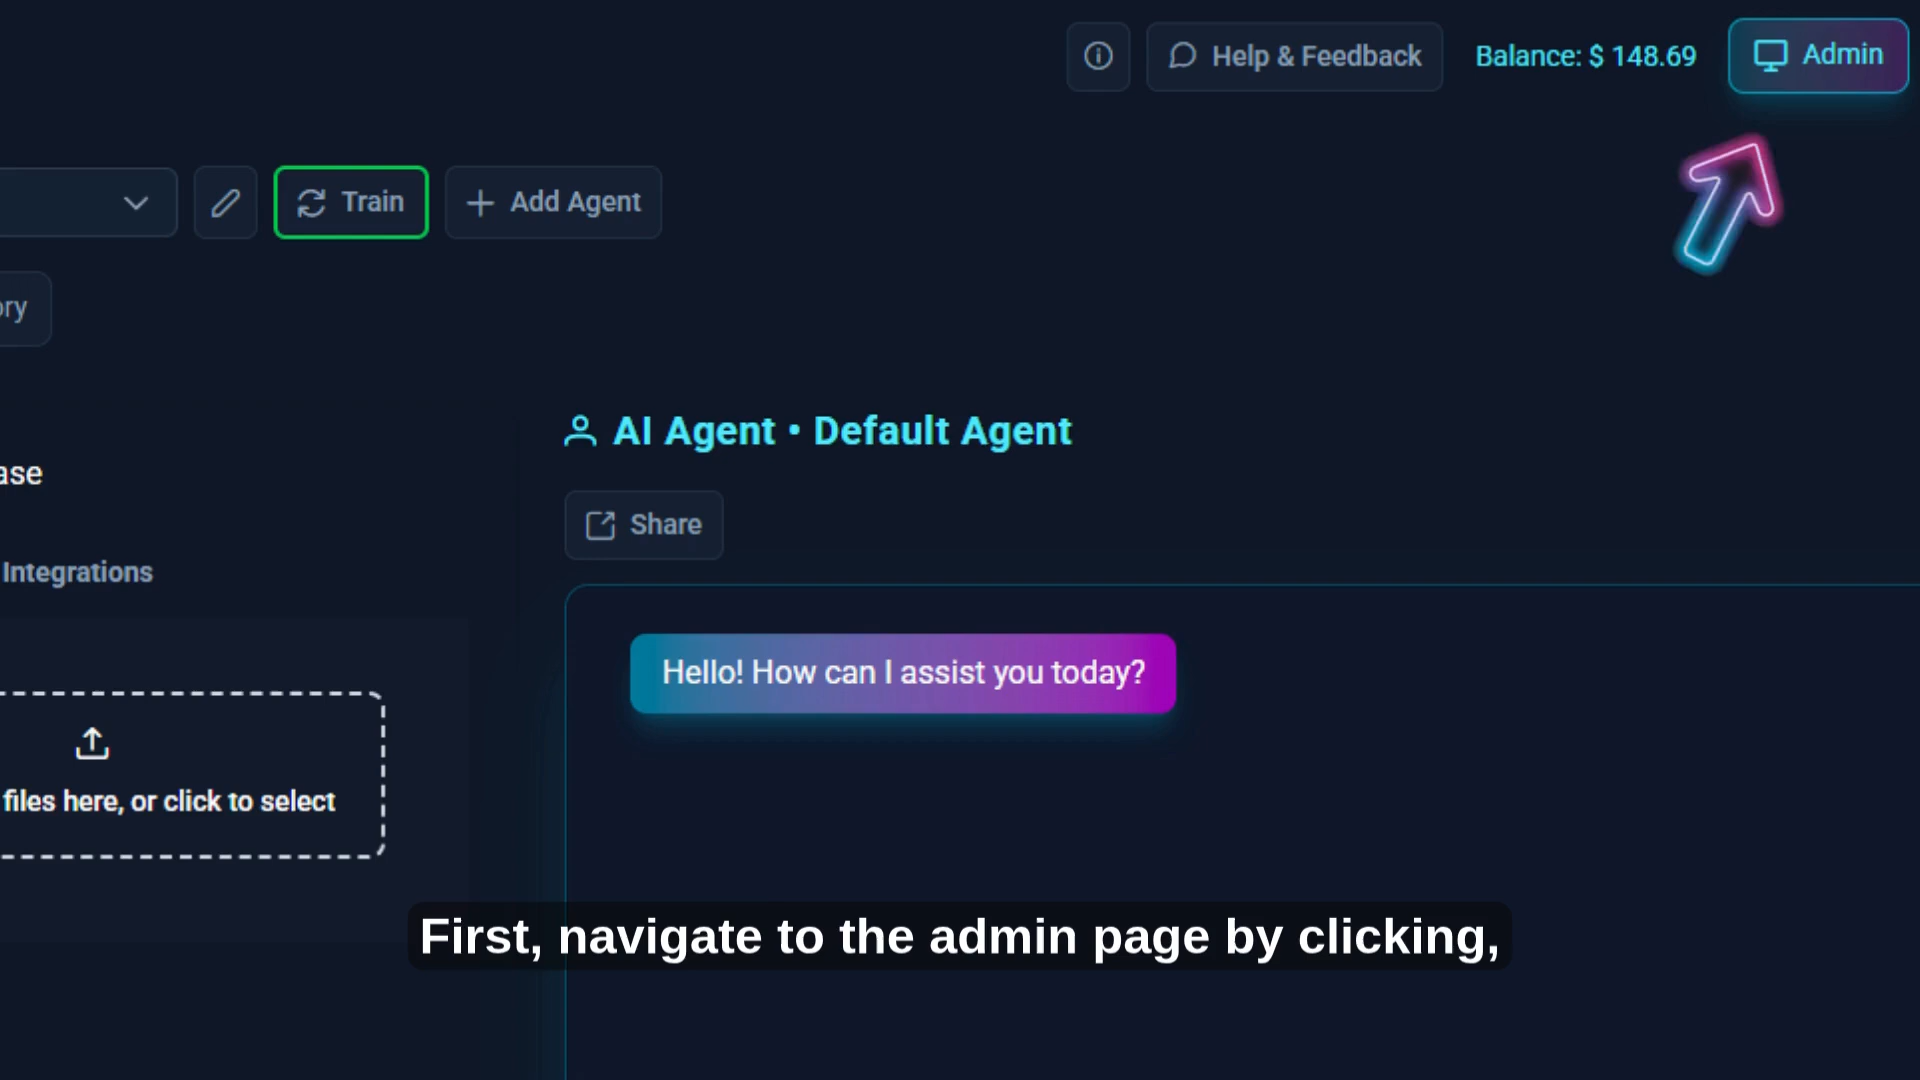 Help & Feedback
Balance: $ 148.69
Admin
Train
Add Agent
ory
AI Agent • Default Agent
ase
Share
Integrations
Hello! How can I assist you today?
files here, or click to select
First, navigate to the admin page by clicking,